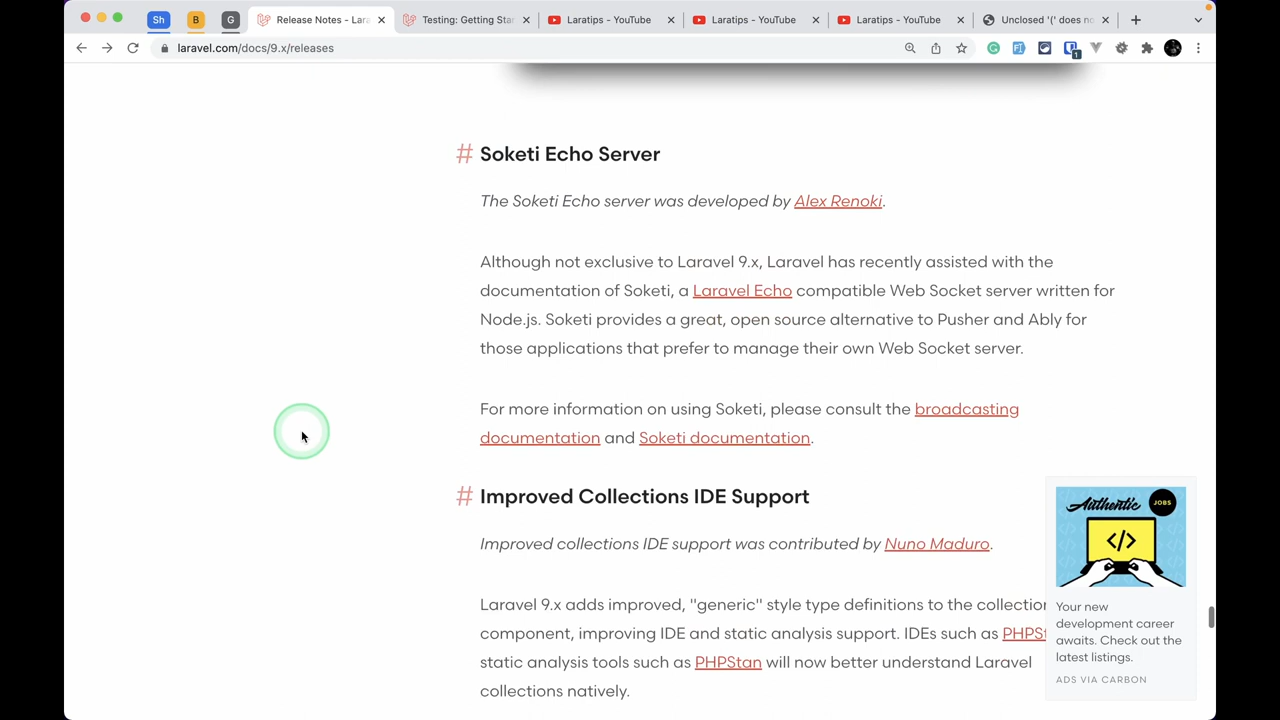 Sh
B
G
Release Notes - Lara
Testing: Getting Star
Laratips - YouTube
Laratips - YouTube
Laratips - YouTube
Unclosed '(' does no
laravel.com/docs/9.x/releases
1
# Soketi Echo Server
The Soketi Echo server was developed by Alex Renoki.
Although not exclusive to Laravel 9.x, Laravel has recently assisted with the
documentation of Soketi, a Laravel Echo compatible Web Socket server written for
Node.js. Soketi provides a great, open source alternative to Pusher and Ably for
those applications that prefer to manage their own Web Socket server.
For more information on using Soketi, please consult the broadcasting
documentation and Soketi documentation.
# Improved Collections IDE Support
Improved collections IDE support was contributed by Nuno Maduro.
Laravel 9.x adds improved, "generic" style type definitions to the collection
component, improving IDE and static analysis support. IDEs such as PHPSt
static analysis tools such as PHPStan will now better understand Laravel
collections natively.
Authentic JOBS
</>
Your new
development career
awaits. Check out the
latest listings.
ADS VIA CARBON